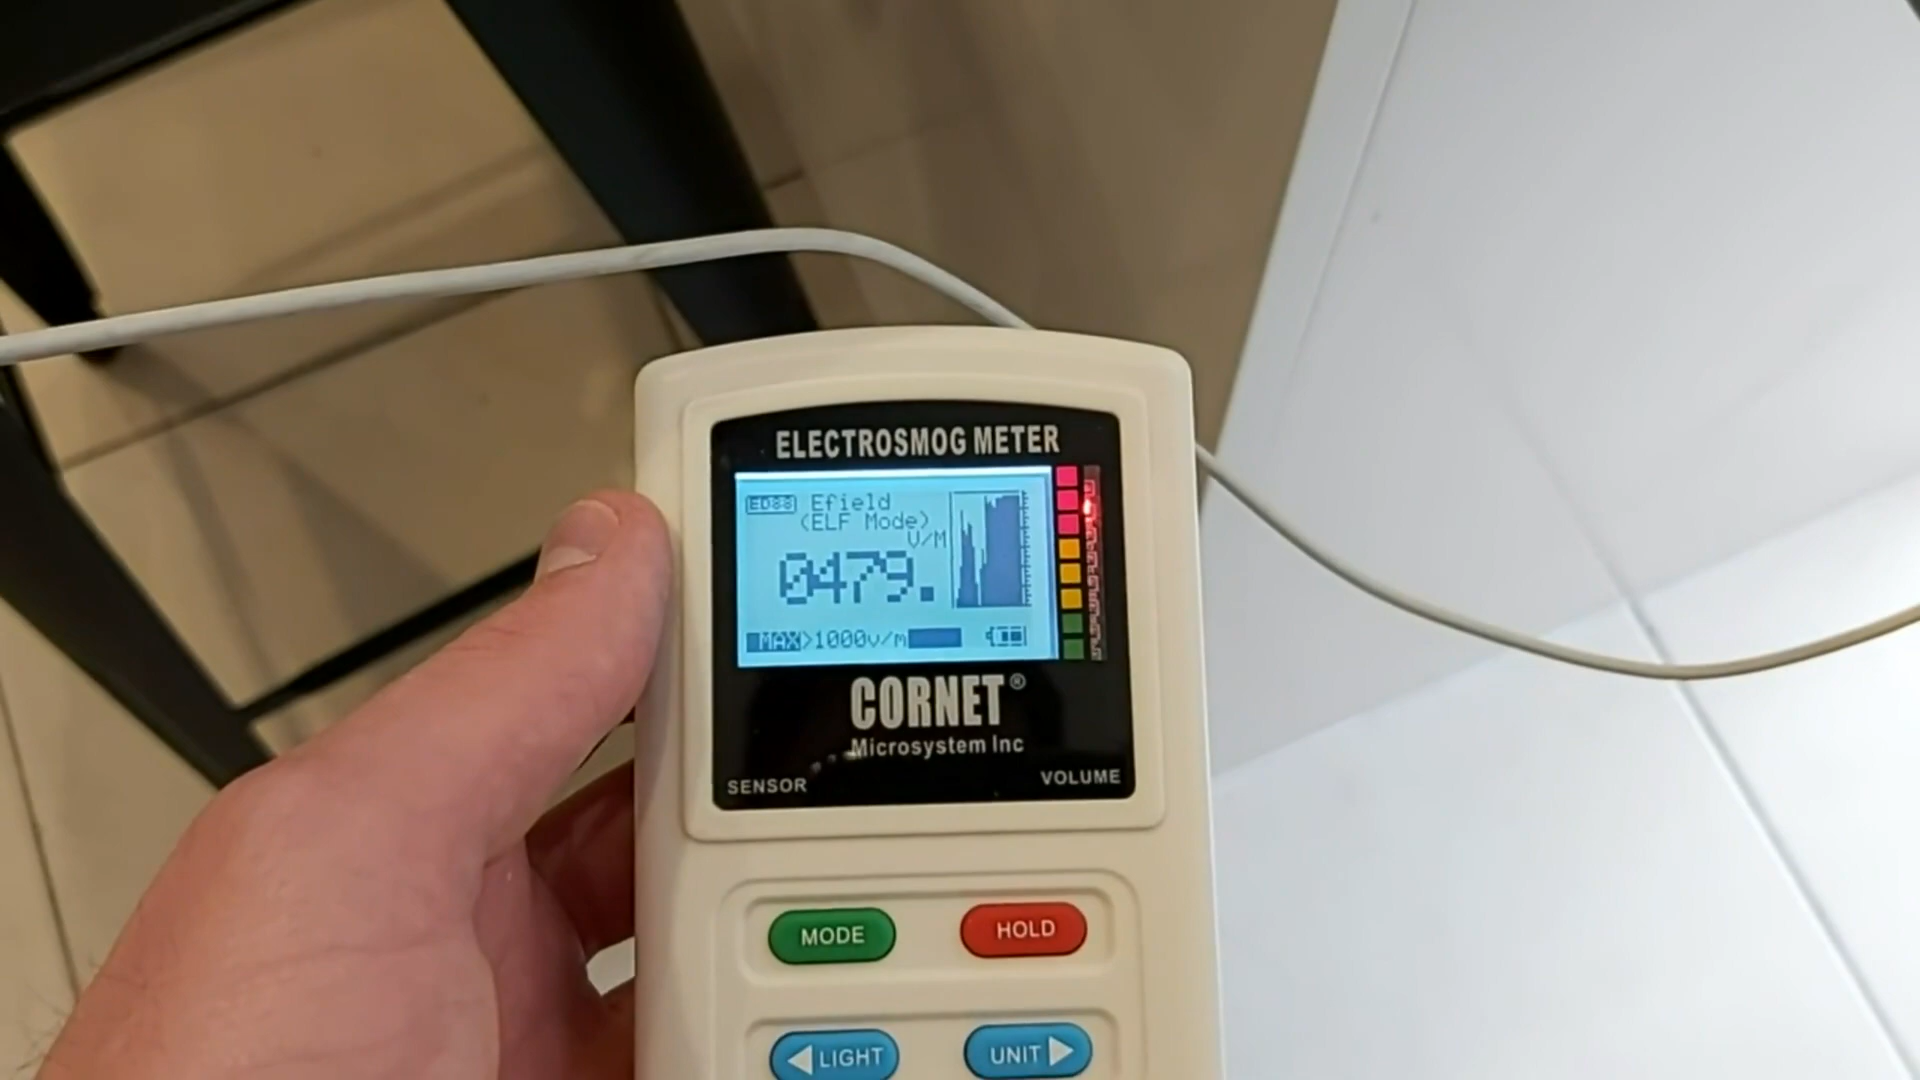 ELECTROSMOG METER
ED88 Efield
(ELF Mode)
V/M
0479.
MAX>1000v/m
CORNET®
Microsystem Inc
SENSOR VOLUME
MODE HOLD
LIGHT UNIT